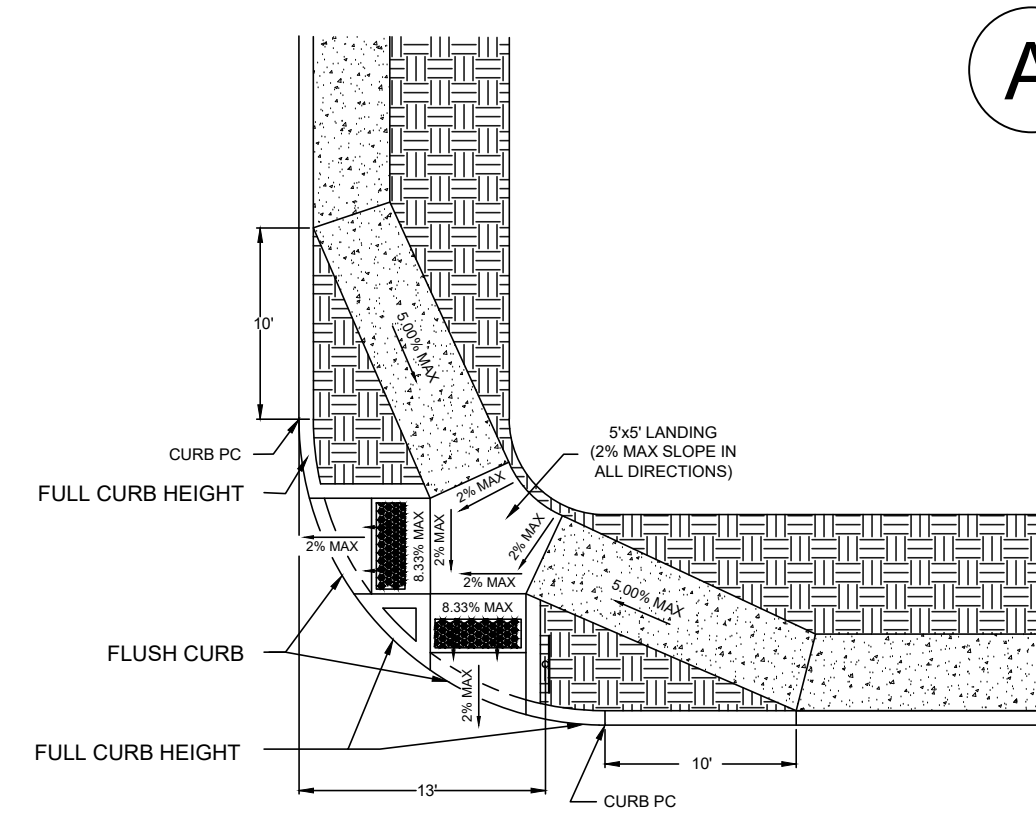 A
10'
5.00% MAX
CURB PC
FULL CURB HEIGHT
5'x5' LANDING
(2% MAX SLOPE IN
ALL DIRECTIONS)
2% MAX
2% MAX
2% MAX
8.33% MAX
2% MAX
2% MAX
8.33% MAX
5.00% MAX
FLUSH CURB
2% MAX
FULL CURB HEIGHT
10'
13'
CURB PC